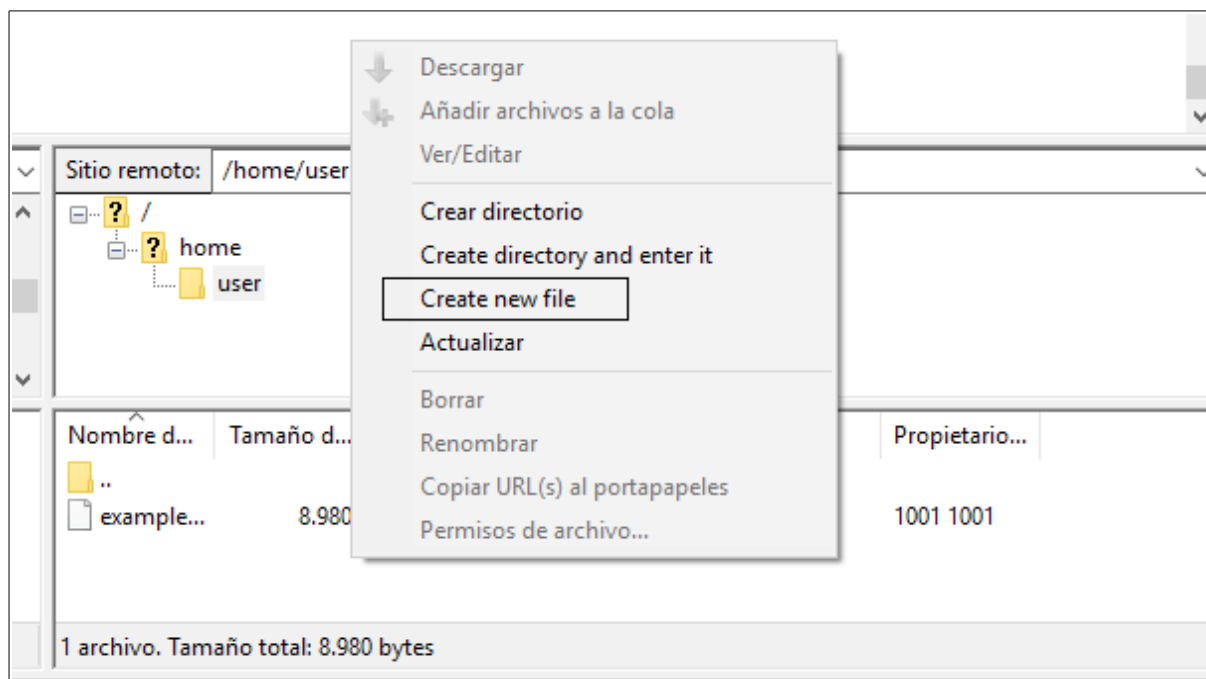 Descargar
Añadir archivos a la cola
Ver/Editar
Crear directorio
Create directory and enter it
Create new file
Actualizar
Borrar
Renombrar
Copiar URL(s) al portapapeles
Permisos de archivo...
Sitio remoto: /home/user
/
home
user
Nombre d... Tamaño d... Propietario...
..
example... 8.980 1001 1001
1 archivo. Tamaño total: 8.980 bytes